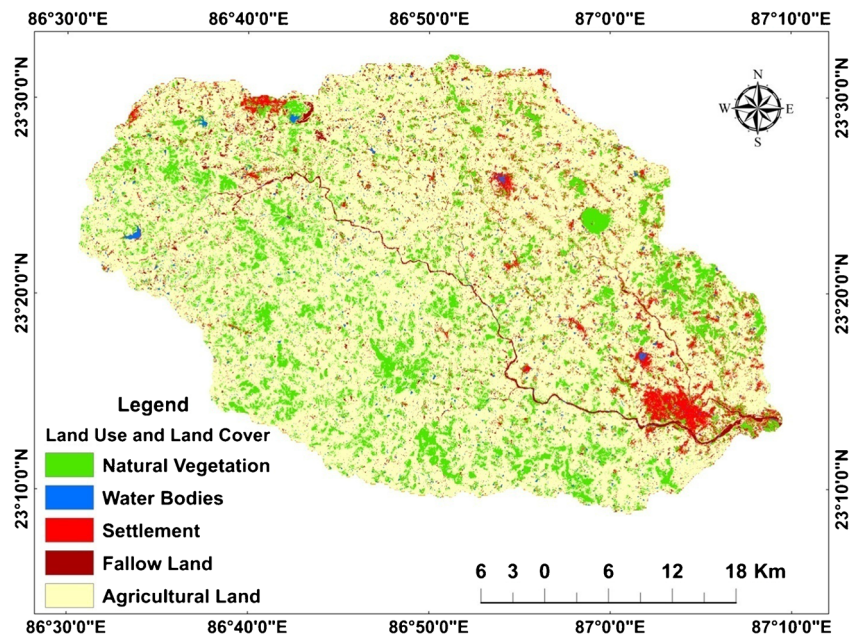 86°30'0"E 86°40'0"E 86°50'0"E 87°0'0"E 87°10'0"E
N
W E
S
23°30'0"N 23°30'0"N
23°20'0"N 23°20'0"N
23°10'0"N 23°10'0"N
Legend
Land Use and Land Cover
Natural Vegetation
Water Bodies
Settlement
Fallow Land
Agricultural Land
6 3 0 6 12 18 Km
86°30'0"E 86°40'0"E 86°50'0"E 87°0'0"E 87°10'0"E